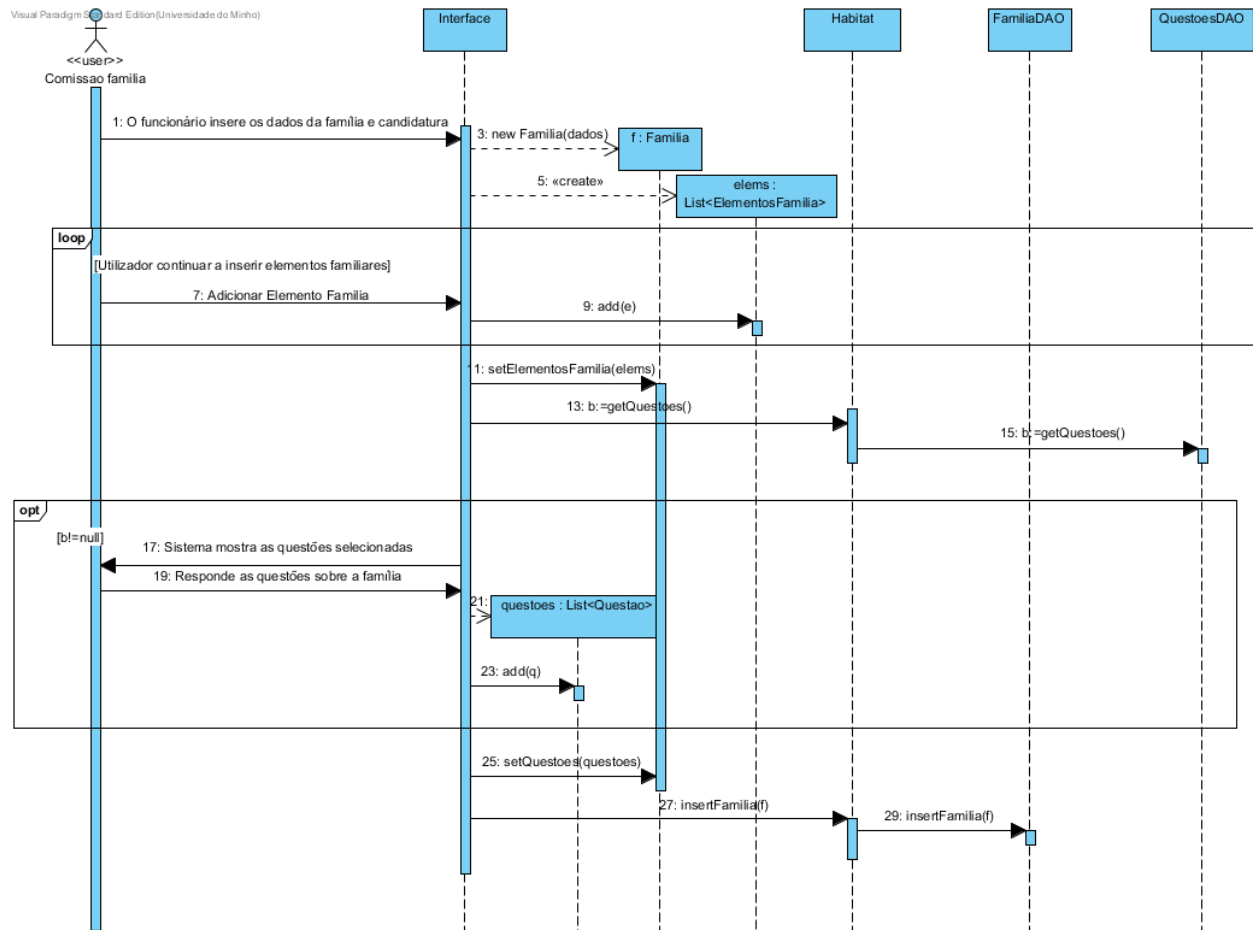 Visual Paradigm Standard Edition(Universidade do Minho)
<<user>>
Comissao familia
Interface
Habitat
FamiliaDAO
QuestoesDAO
1: O funcionário insere os dados da família e candidatura
3: new Familia(dados)
f : Familia
5: «create»
elems :
List<ElementosFamilia>
loop
[Utilizador continuar a inserir elementos familiares]
7: Adicionar Elemento Familia
9: add(e)
11: setElementosFamilia(elems)
13: b:=getQuestoes()
15: b:=getQuestoes()
opt
[b!=null]
17: Sistema mostra as questões selecionadas
19: Responde as questões sobre a família
21:
questoes : List<Questao>
23: add(q)
25: setQuestoes(questoes)
27: insertFamilia(f)
29: insertFamilia(f)